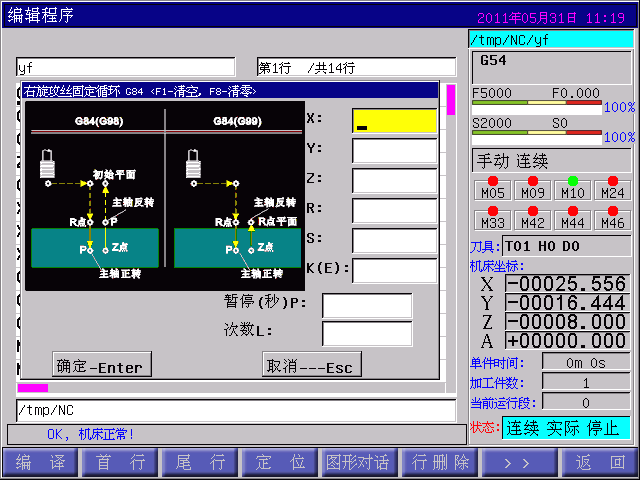 编辑程序
2011年05月31日 11:19
/tmp/NC/yf
G54
yf
第1行 /共14行
右旋攻丝固定循环 G84 <F1-清空, F8-清零>
G84(G98)
G84(G99)
初始平面
主轴反转
主轴反转
R点
P
R点平面
P
Z点
P
Z点
主轴正转
主轴正转
X:
Y:
Z:
R:
S:
K(E):
暂停(秒)P:
次数L:
确定-Enter
取消---Esc
F5000
F0.000
100%
S2000
S0
100%
手动 连续
M05
M09
M10
M24
M33
M42
M44
M46
刀具: T01 H0 D0
机床坐标:
X -00025.556
Y -00016.444
Z -00008.000
A +00000.000
单件时间: 0m 0s
加工件数: 1
当前运行段: 0
状态: 连续 实际 停止
/tmp/NC
OK, 机床正常!
编 译
首 行
尾 行
定 位
图形对话
行 删 除
> >
返 回